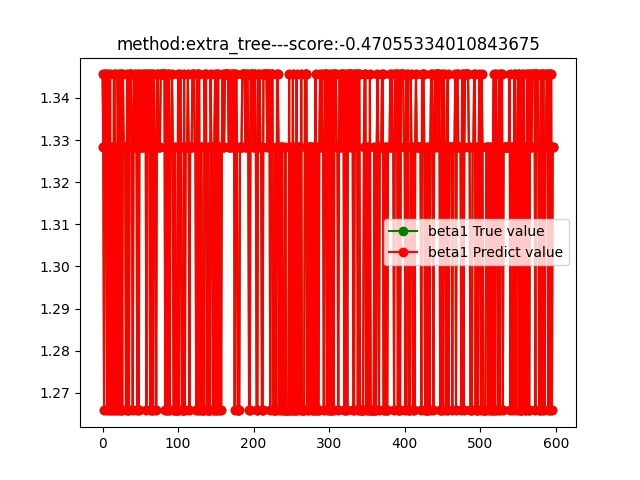 method:extra_tree---score:-0.47055334010843675
1.34
1.33
1.32
1.31
1.30
1.29
1.28
1.27
beta1 True value
beta1 Predict value
0 100 200 300 400 500 600